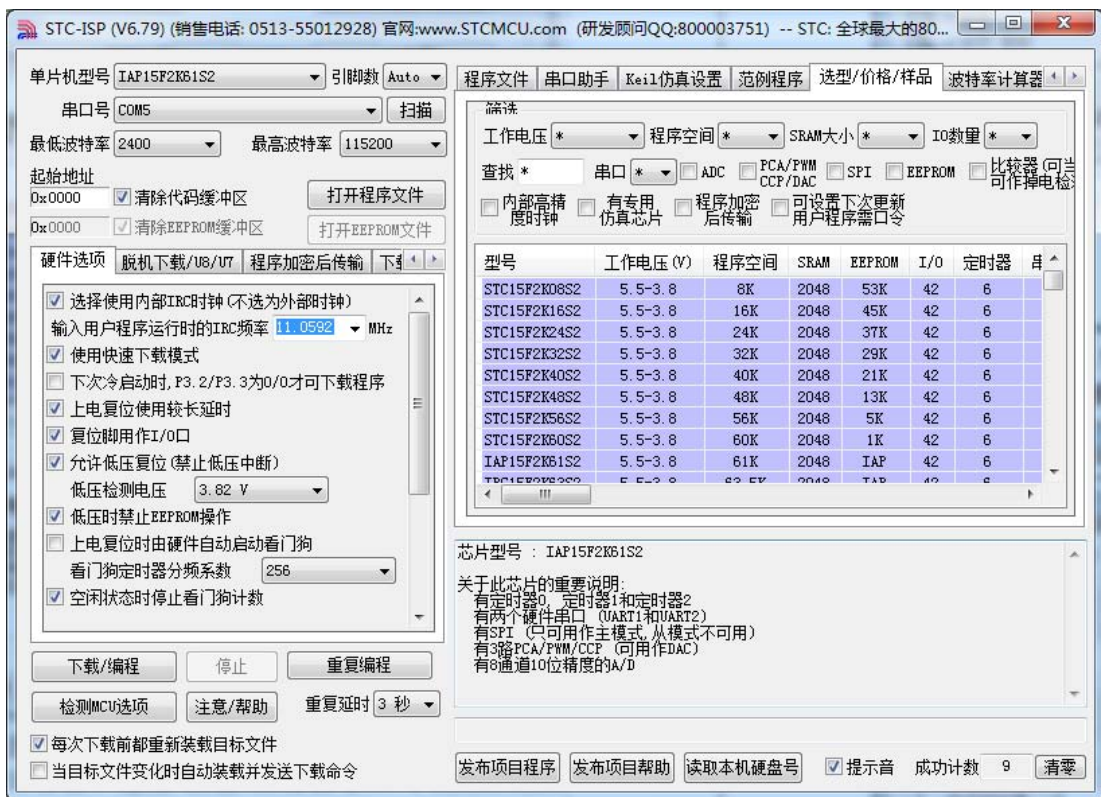 STC-ISP (V6.79) (销售电话: 0513-55012928) 官网:www.STCMCU.com (研发顾问QQ:800003751) -- STC: 全球最大的80...
单片机型号 IAP15F2K61S2 引脚数 Auto
串口号 COM5 扫描
最低波特率 2400 最高波特率 115200
起始地址
0x0000 清除代码缓冲区 打开程序文件
0x0000 清除EEPROM缓冲区 打开EEPROM文件
硬件选项 脱机下载/U8/U7 程序加密后传输
选择使用内部IRC时钟(不选为外部时钟)
输入用户程序运行时的IRC频率 11.0592 MHz
使用快速下载模式
下次冷启动时,P3.2/P3.3为0/0才可下载程序
上电复位使用较长延时
复位脚用作I/O口
允许低压复位(禁止低压中断)
低压检测电压 3.82 V
低压时禁止EEPROM操作
上电复位时由硬件自动启动看门狗
看门狗定时器分频系数 256
空闲状态时停止看门狗计数
下载/编程 停止 重复编程
检测MCU选项 注意/帮助 重复延时 3 秒
每次下载前都重新装载目标文件
当目标文件变化时自动装载并发送下载命令
程序文件 串口助手 Keil仿真设置 范例程序 选型/价格/样品 波特率计算器
筛选
工作电压 * 程序空间 * SRAM大小 * IO数量 *
查找 * 串口 * ADC PCA/PWM CCP/DAC SPI EEPROM 比较器(可当 可作掉电检
内部高精度时钟 有专用仿真芯片 程序加密后传输 可设置下次更新用户程序需口令
型号 工作电压(V) 程序空间 SRAM EEPROM I/O 定时器
STC15F2K08S2 5.5-3.8 8K 2048 53K 42 6
STC15F2K16S2 5.5-3.8 16K 2048 45K 42 6
STC15F2K24S2 5.5-3.8 24K 2048 37K 42 6
STC15F2K32S2 5.5-3.8 32K 2048 29K 42 6
STC15F2K40S2 5.5-3.8 40K 2048 21K 42 6
STC15F2K48S2 5.5-3.8 48K 2048 13K 42 6
STC15F2K56S2 5.5-3.8 56K 2048 5K 42 6
STC15F2K60S2 5.5-3.8 60K 2048 1K 42 6
IAP15F2K61S2 5.5-3.8 61K 2048 IAP 42 6
芯片型号 : IAP15F2K61S2
关于此芯片的重要说明:
有定时器0, 定时器1和定时器2
有两个硬件串口 (UART1和UART2)
有SPI (只可用作主模式,从模式不可用)
有3路PCA/PWM/CCP (可用作DAC)
有8通道10位精度的A/D
发布项目程序 发布项目帮助 读取本机硬盘号 提示音 成功计数 9 清零